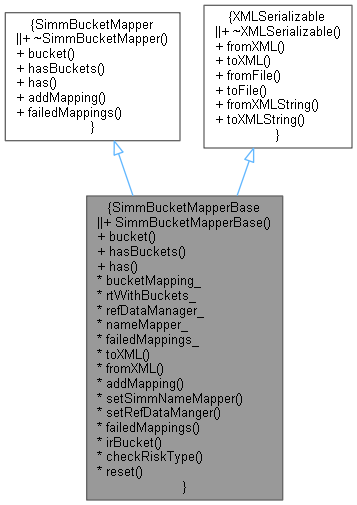 {SimmBucketMapper
||+ ~SimmBucketMapper()
+ bucket()
+ hasBuckets()
+ has()
+ addMapping()
+ failedMappings()
}
{XMLSerializable
||+ ~XMLSerializable()
+ fromXML()
+ toXML()
+ fromFile()
+ toFile()
+ fromXMLString()
+ toXMLString()
}
{SimmBucketMapperBase
||+ SimmBucketMapperBase()
+ bucket()
+ hasBuckets()
+ has()
* bucketMapping_
* rtWithBuckets_
* refDataManager_
* nameMapper_
* failedMappings_
* toXML()
* fromXML()
* addMapping()
* setSimmNameMapper()
* setRefDataManger()
* failedMappings()
* irBucket()
* checkRiskType()
* reset()
}